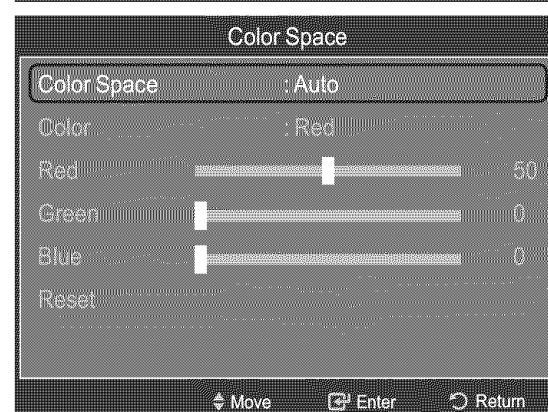 Color Space
Color Space : Auto
Color : Red
Red 50
Green 0
Blue 0
Reset
Move Enter Return